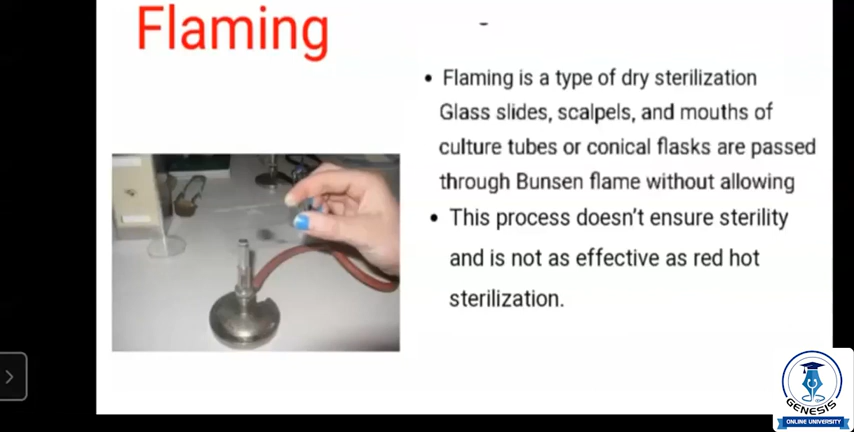 Flaming
• Flaming is a type of dry sterilization
Glass slides, scalpels, and mouths of
culture tubes or conical flasks are passed
through Bunsen flame without allowing
• This process doesn't ensure sterility
and is not as effective as red hot
sterilization.
GENESIS
ONLINE UNIVERSITY